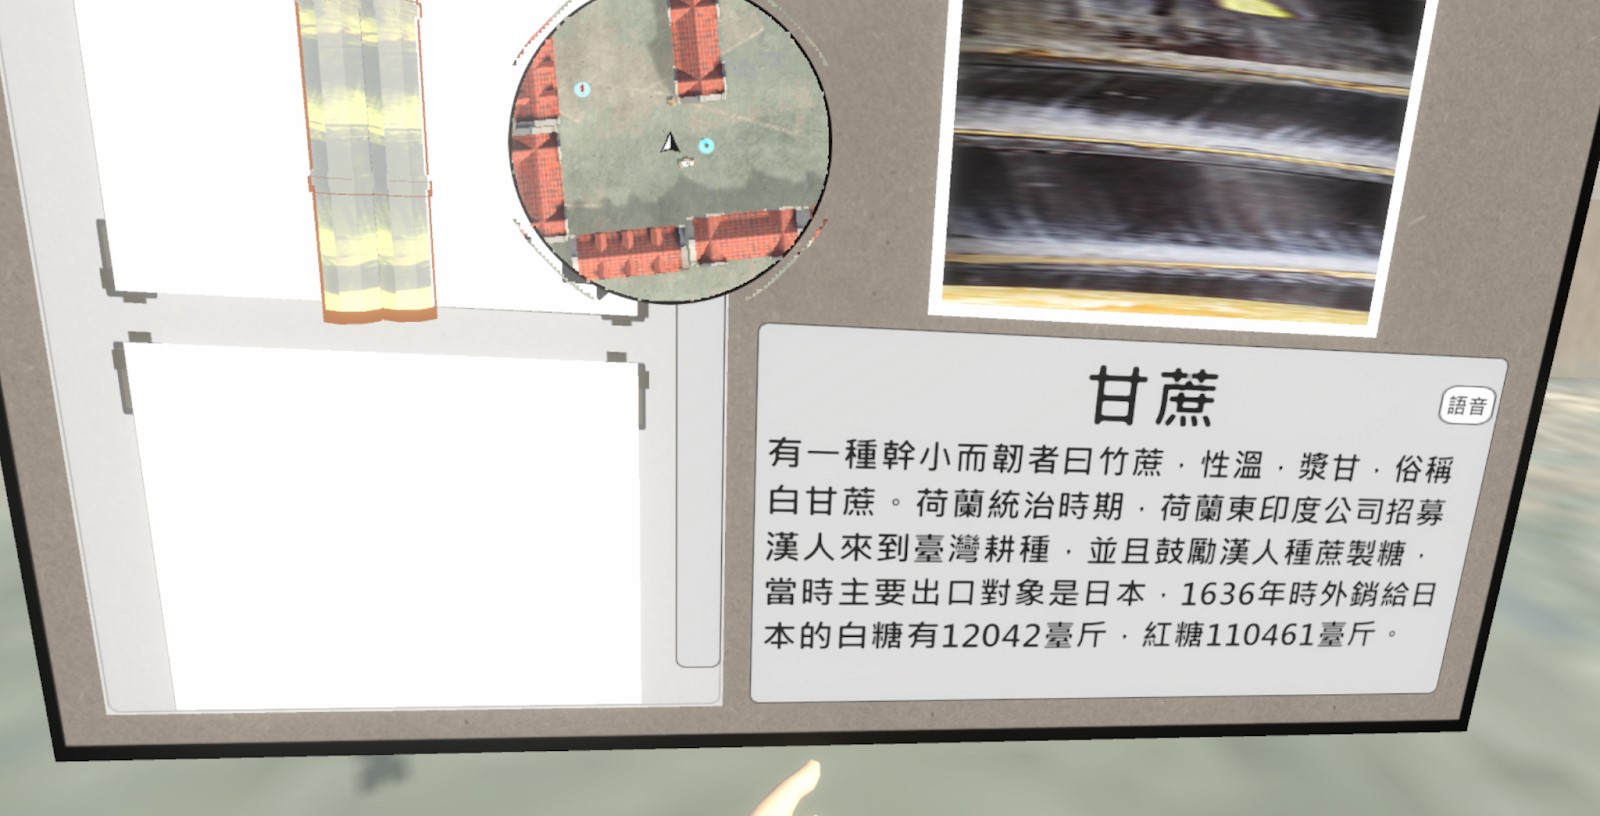 甘蔗
語音
有一種幹小而韌者曰竹蔗，性溫，漿甘，俗稱
白甘蔗。荷蘭統治時期，荷蘭東印度公司招募
漢人來到臺灣耕種，並且鼓勵漢人種蔗製糖，
當時主要出口對象是日本，1636年時外銷給日
本的白糖有12042臺斤，紅糖110461臺斤。